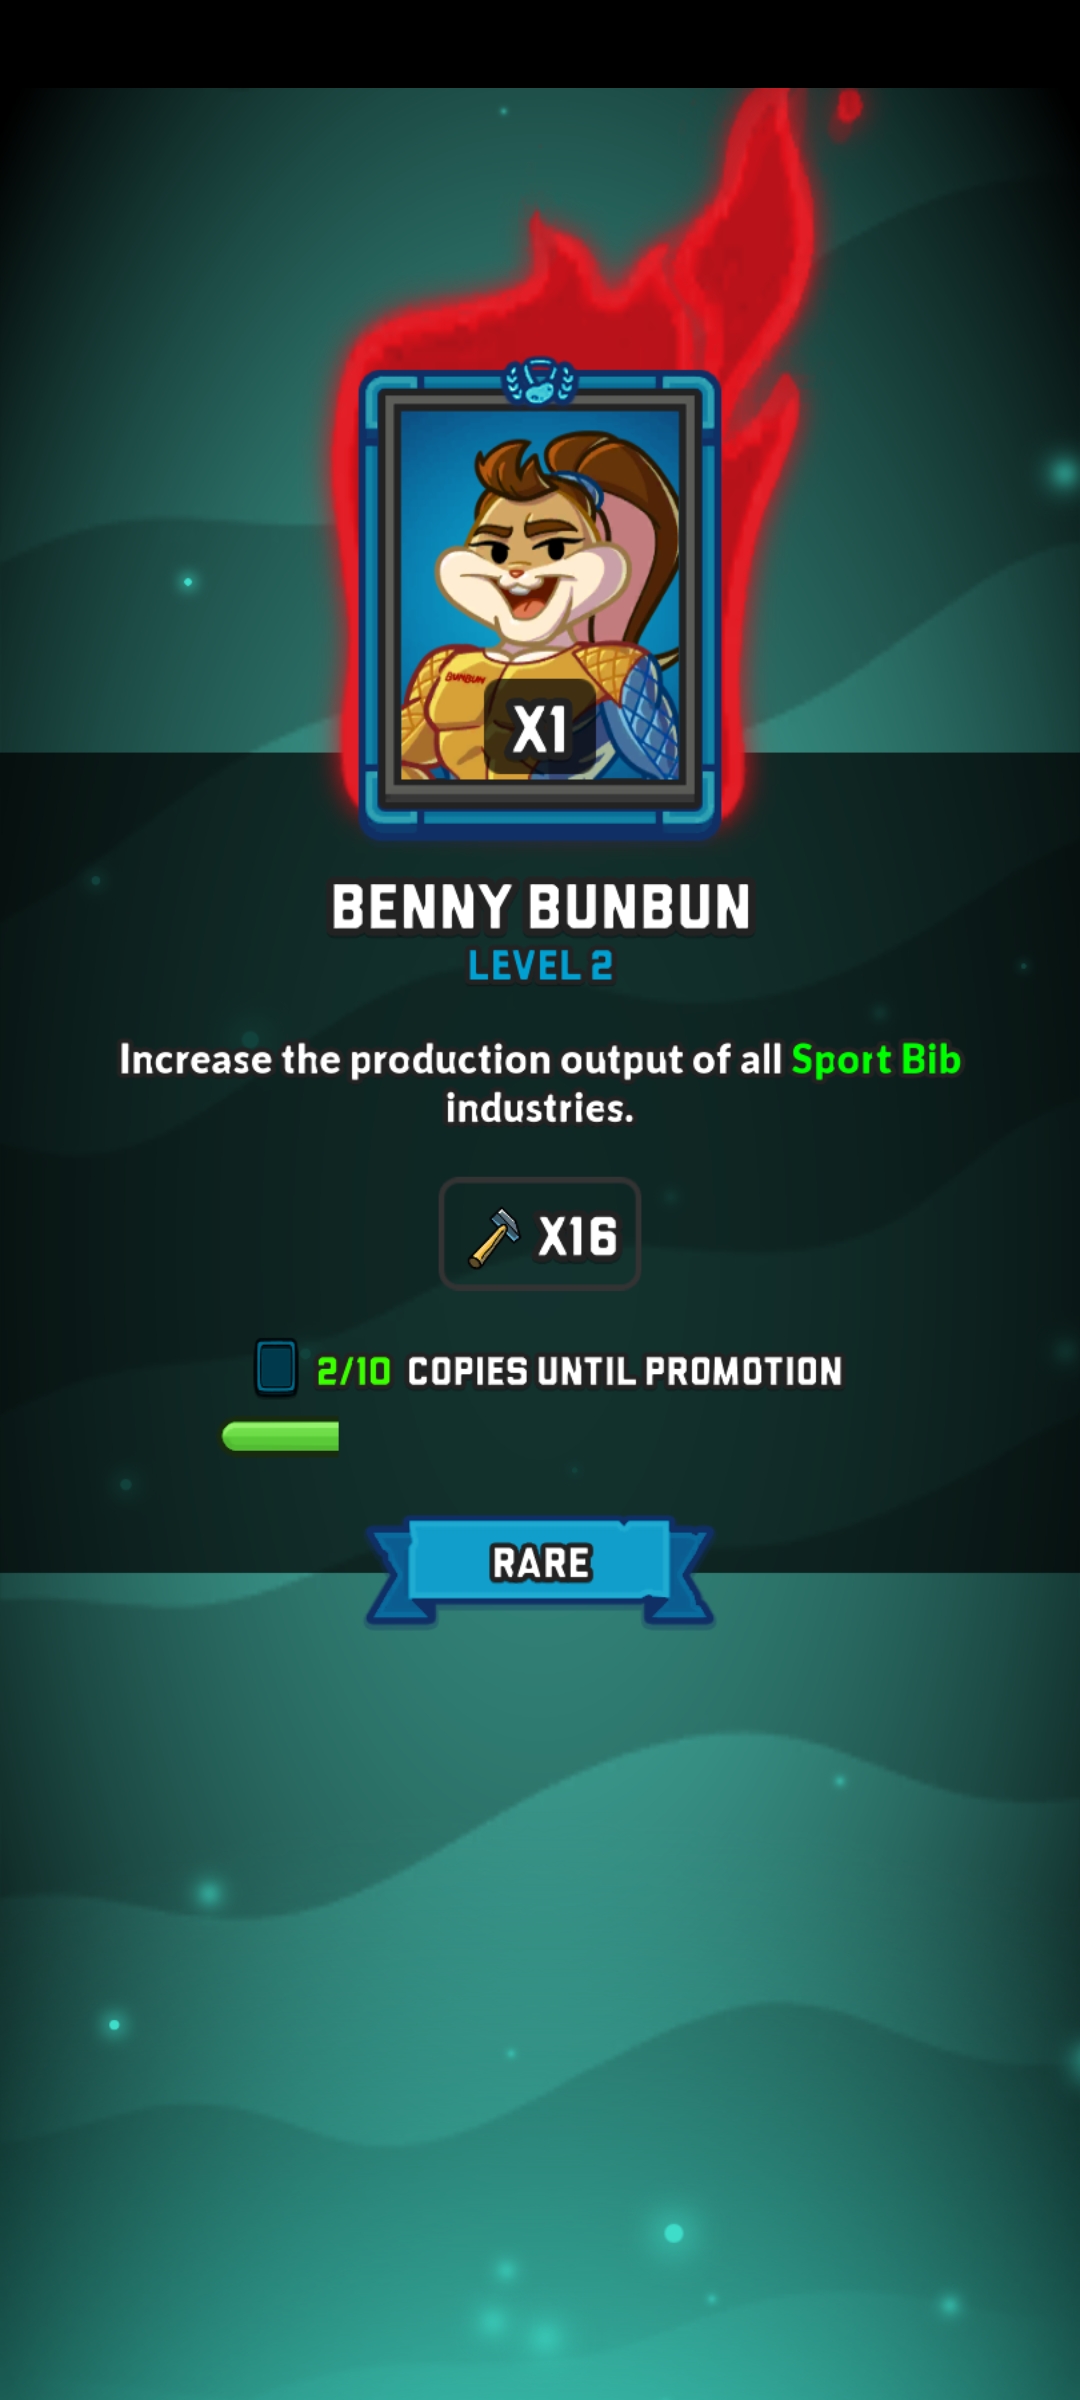 BUNBUN
X1
BENNY BUNBUN
LEVEL 2
Increase the production output of all Sport Bib
industries.
X16
2/10 COPIES UNTIL PROMOTION
RARE